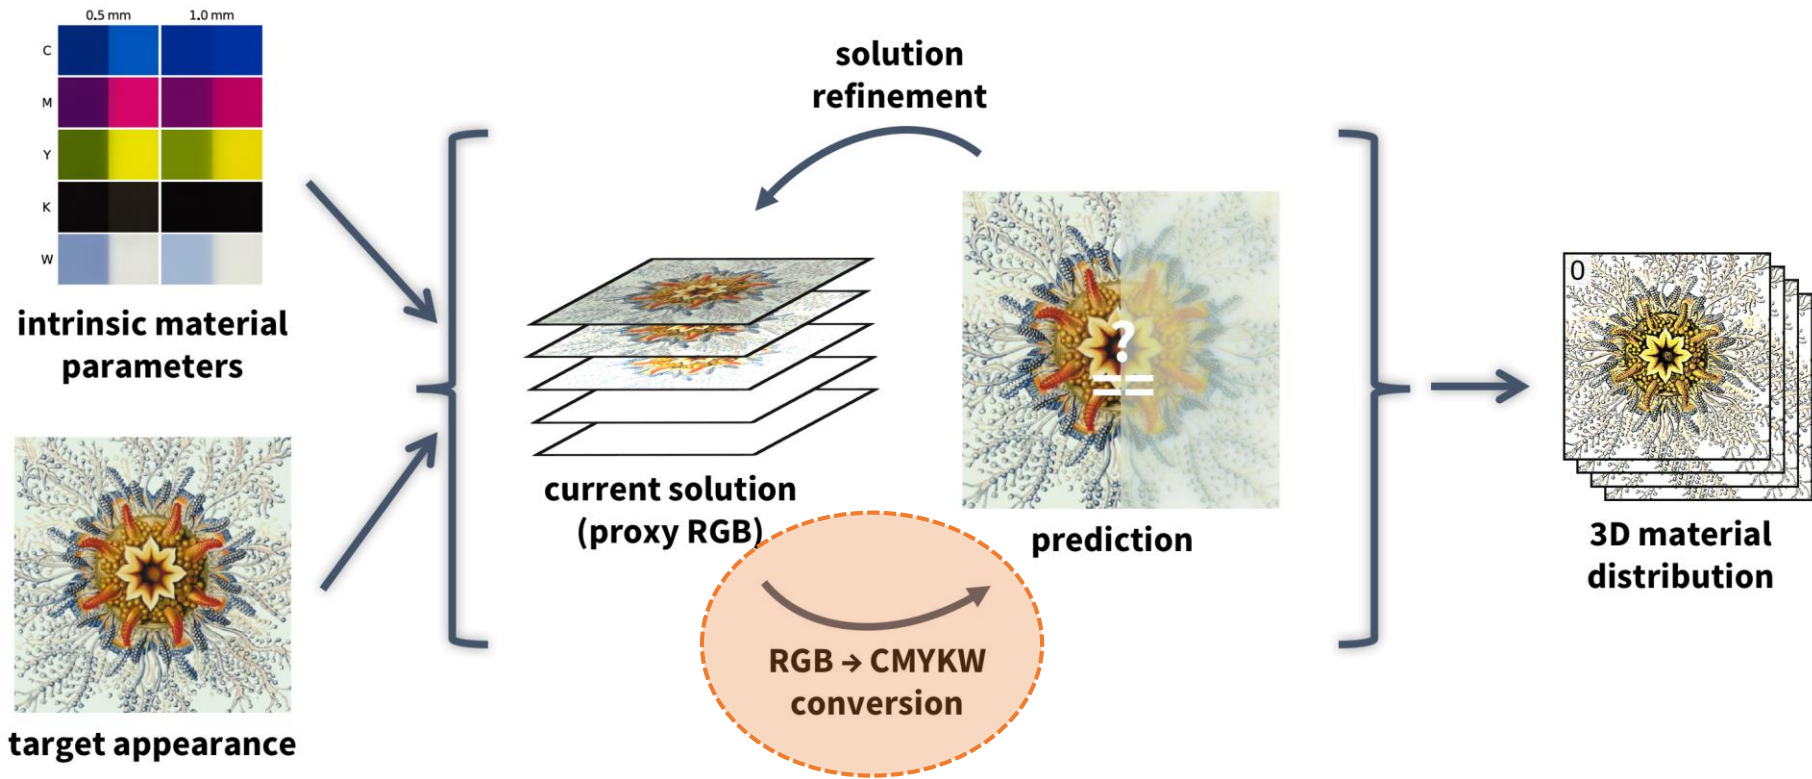 0.5 mm 1.0 mm
C
M
Y
K
W
intrinsic material
parameters
target appearance
solution
refinement
current solution
(proxy RGB)
RGB → CMYKW
conversion
?
==
prediction
0
3D material
distribution